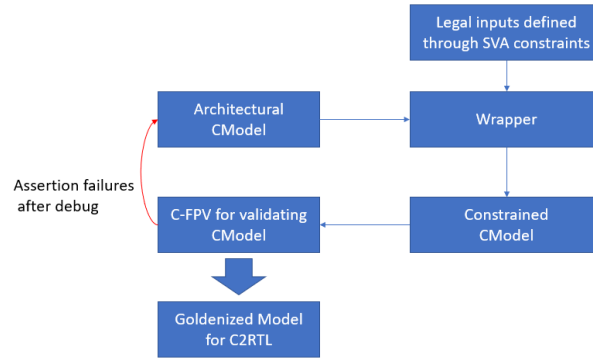 Legal inputs defined
through SVA constraints
Architectural
CModel
Wrapper
Assertion failures
after debug
C-FPV for validating
CModel
Constrained
CModel
Goldenized Model
for C2RTL